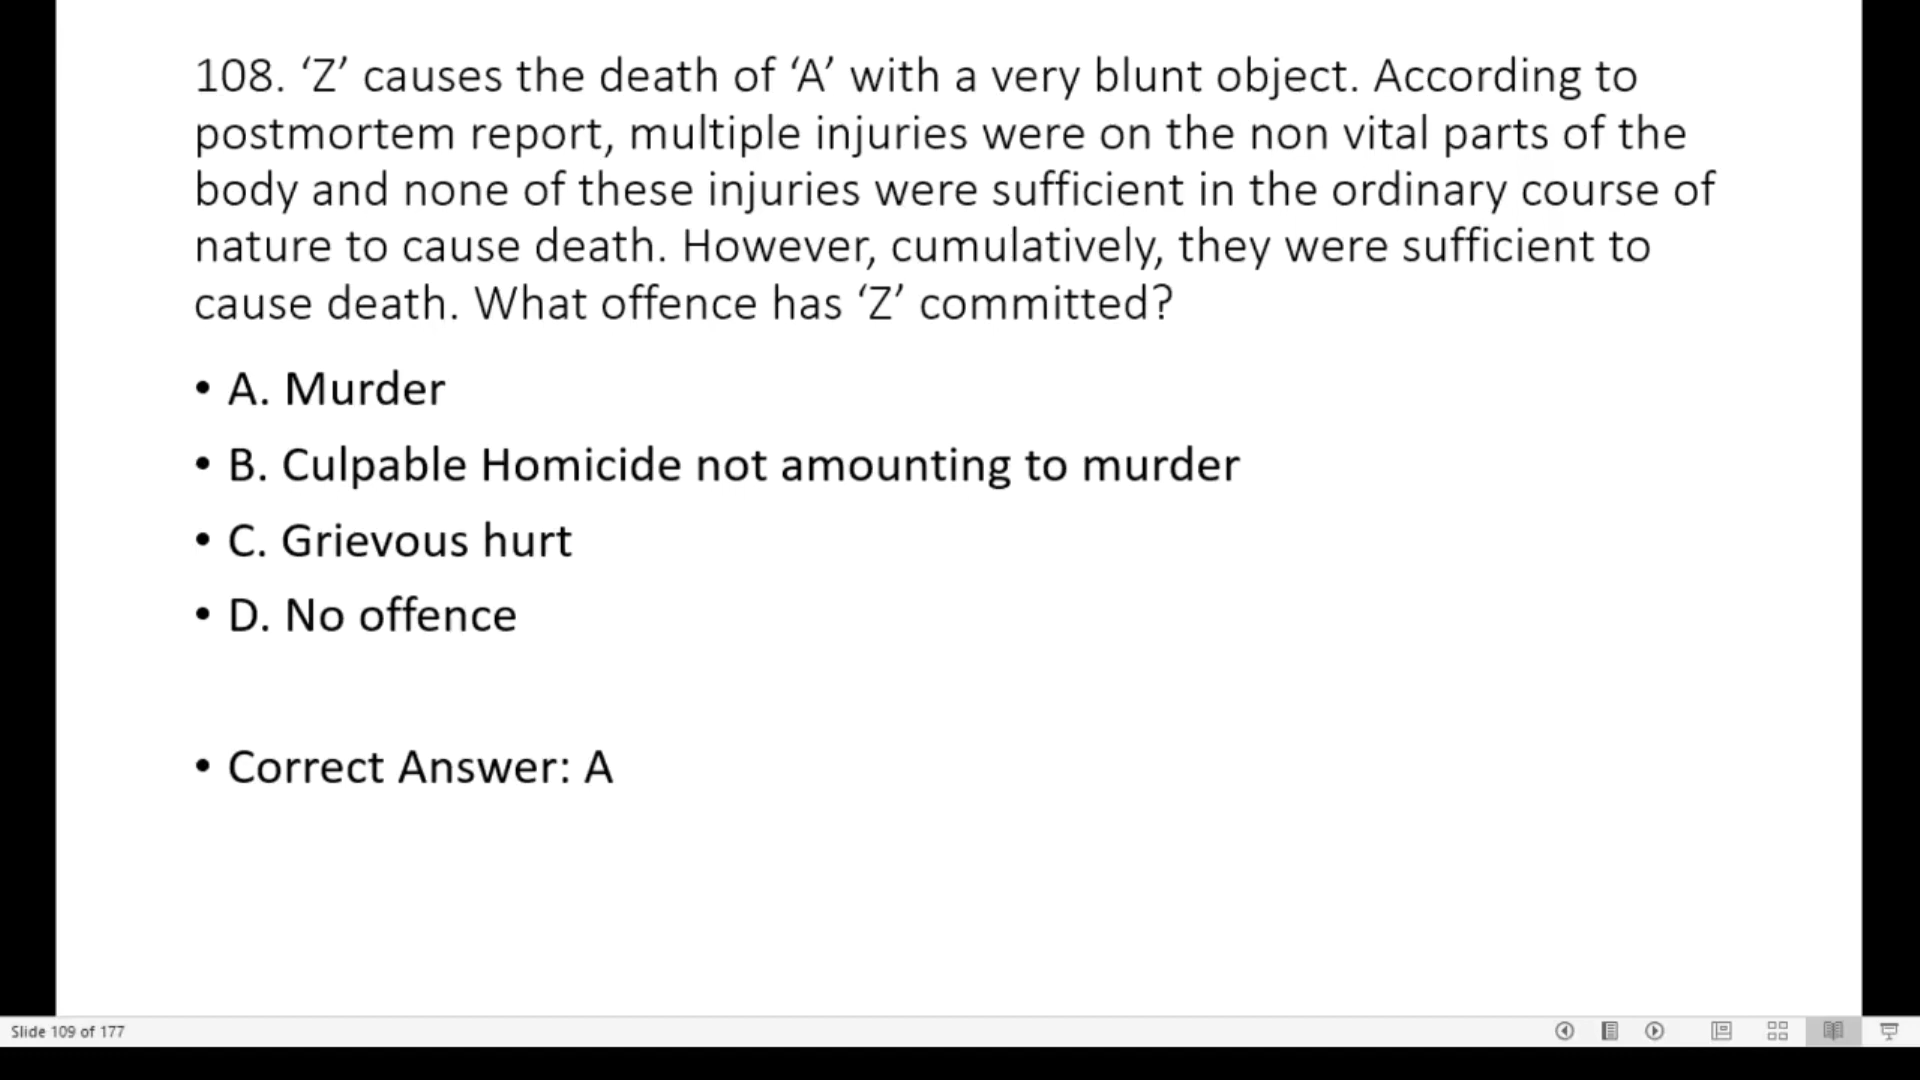 108. ‘Z’ causes the death of ‘A’ with a very blunt object. According to
postmortem report, multiple injuries were on the non vital parts of the
body and none of these injuries were sufficient in the ordinary course of
nature to cause death. However, cumulatively, they were sufficient to
cause death. What offence has ‘Z’ committed?
• A. Murder
• B. Culpable Homicide not amounting to murder
• C. Grievous hurt
• D. No offence
• Correct Answer: A
Slide 109 of 177